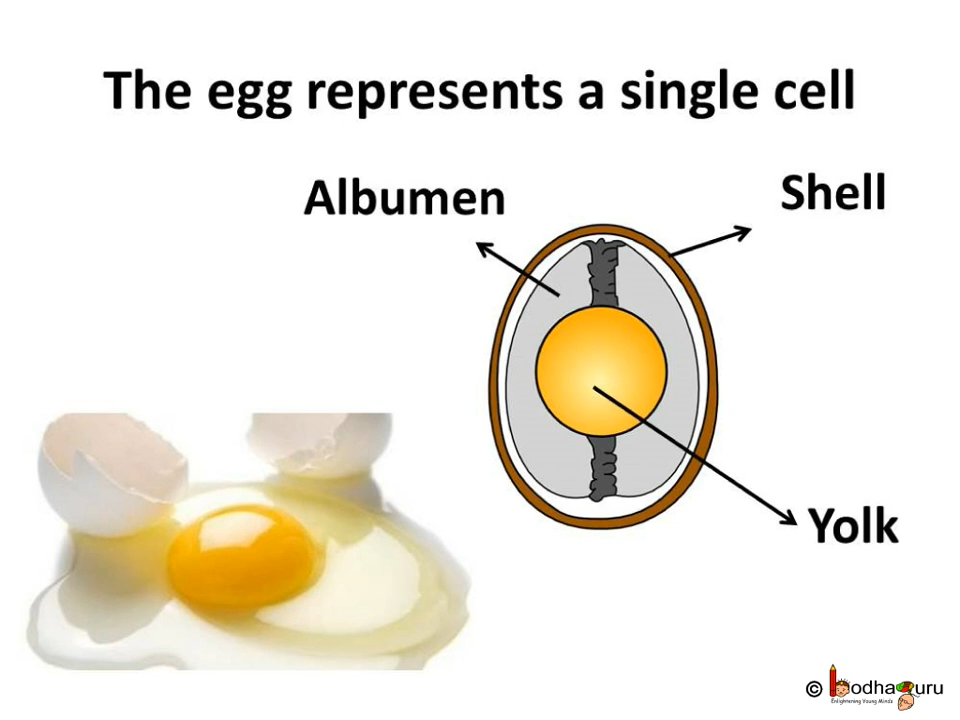 The egg represents a single cell
Albumen
Shell
Yolk
© bodhaguru
Enlightening Young Minds